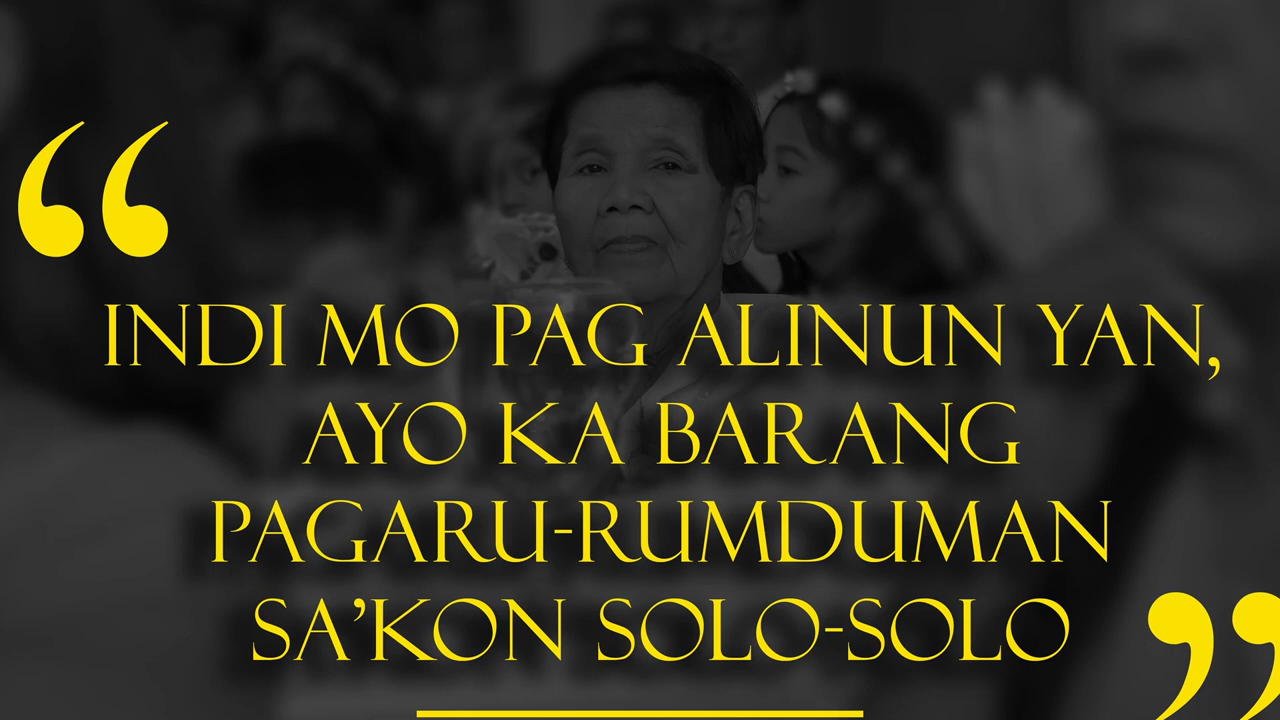 “
INDI MO PAG ALINUN YAN,
AYO KA BARANG
PAGARU-RUMDUMAN
SA’KON SOLO-SOLO
”